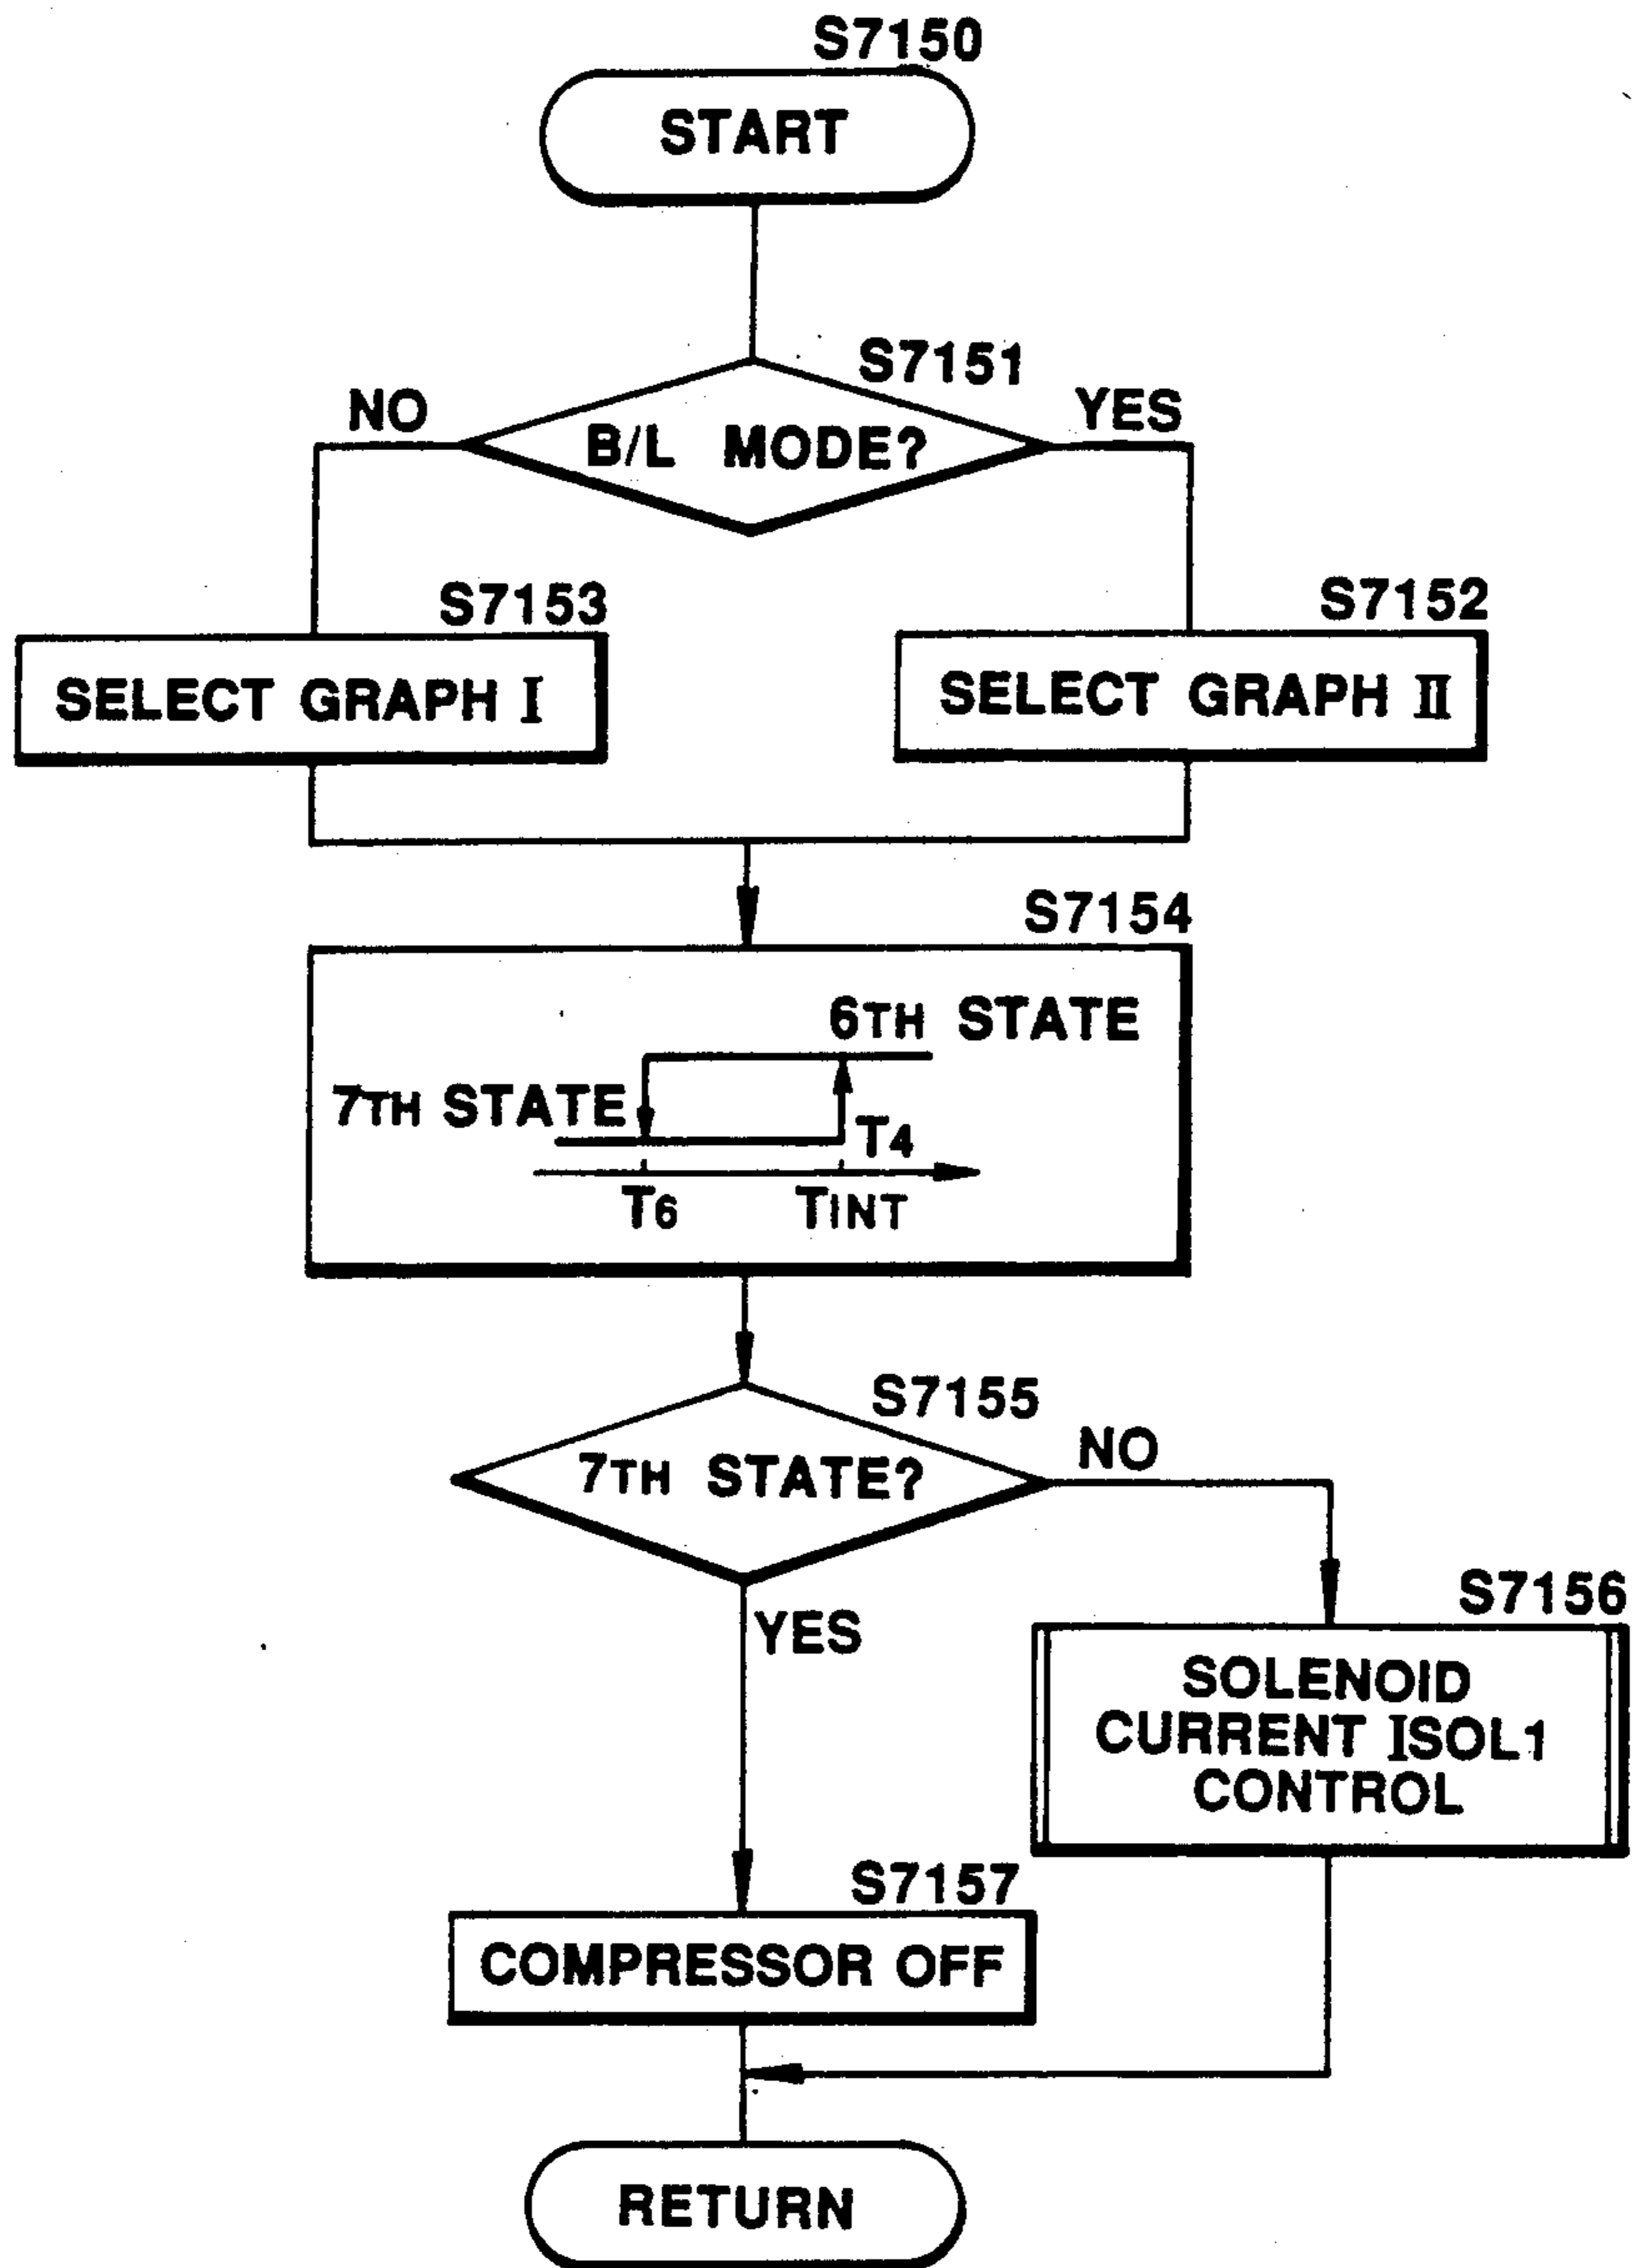 S7150
START
S7151
NO
YES
B/L MODE?
S7153
S7152
SELECT GRAPH I
SELECT GRAPH II
S7154
6TH STATE
7TH STATE
T4
T6
TINT
S7155
7TH STATE?
NO
YES
S7156
SOLENOID
CURRENT ISOL1
CONTROL
S7157
COMPRESSOR OFF
RETURN